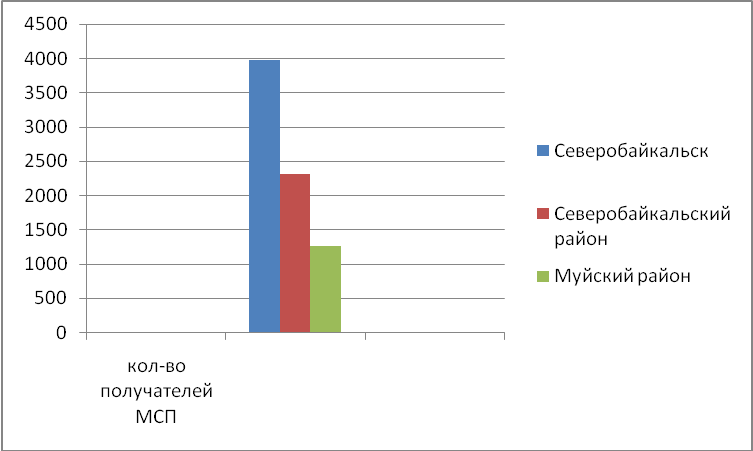 4500
4000
3500
3000
2500
2000
1500
1000
500
0
кол-во
получателей
МСП
Северобайкальск
Северобайкальский
район
Муйский район